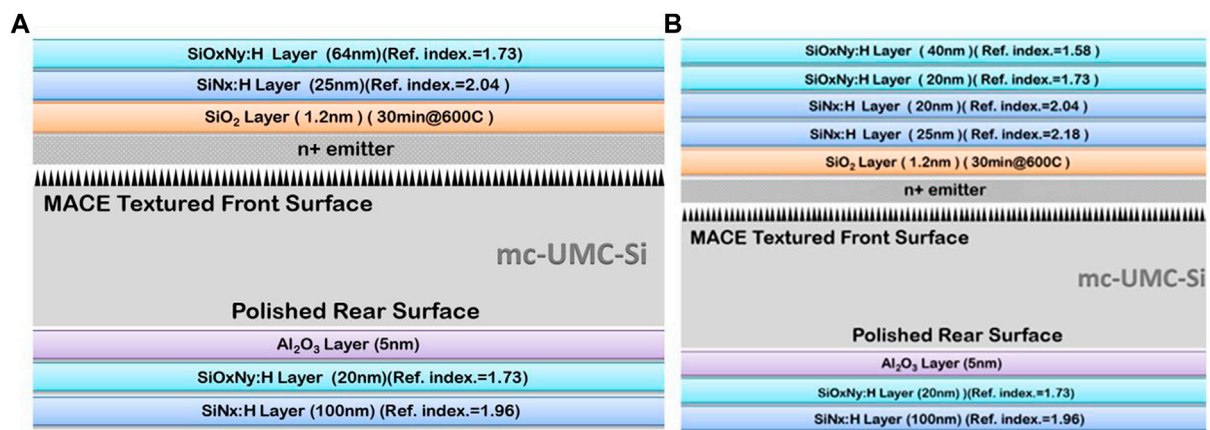 A
SiOxNy:H Layer (64nm)(Ref. index.=1.73)
SiNx:H Layer (25nm)(Ref. index.=2.04 )
SiO₂ Layer ( 1.2nm ) ( 30min@600C )
n+ emitter
MACE Textured Front Surface
mc-UMC-Si
Polished Rear Surface
Al₂O₃ Layer (5nm)
SiOxNy:H Layer (20nm)(Ref. index.=1.73)
SiNx:H Layer (100nm) (Ref. index.=1.96)
B
SiOxNy:H Layer ( 40nm )( Ref. index.=1.58 )
SiOxNy:H Layer ( 20nm )( Ref. index.=1.73 )
SiNx:H Layer ( 20nm )( Ref. index.=2.04 )
SiNx:H Layer ( 25nm )( Ref. index.=2.18 )
SiO₂ Layer ( 1.2nm ) ( 30min@600C )
n+ emitter
MACE Textured Front Surface
mc-UMC-Si
Polished Rear Surface
Al₂O₃ Layer (5nm)
SiOxNy:H Layer (20nm) )(Ref. index.=1.73)
SiNx:H Layer (100nm) (Ref. index.=1.96)